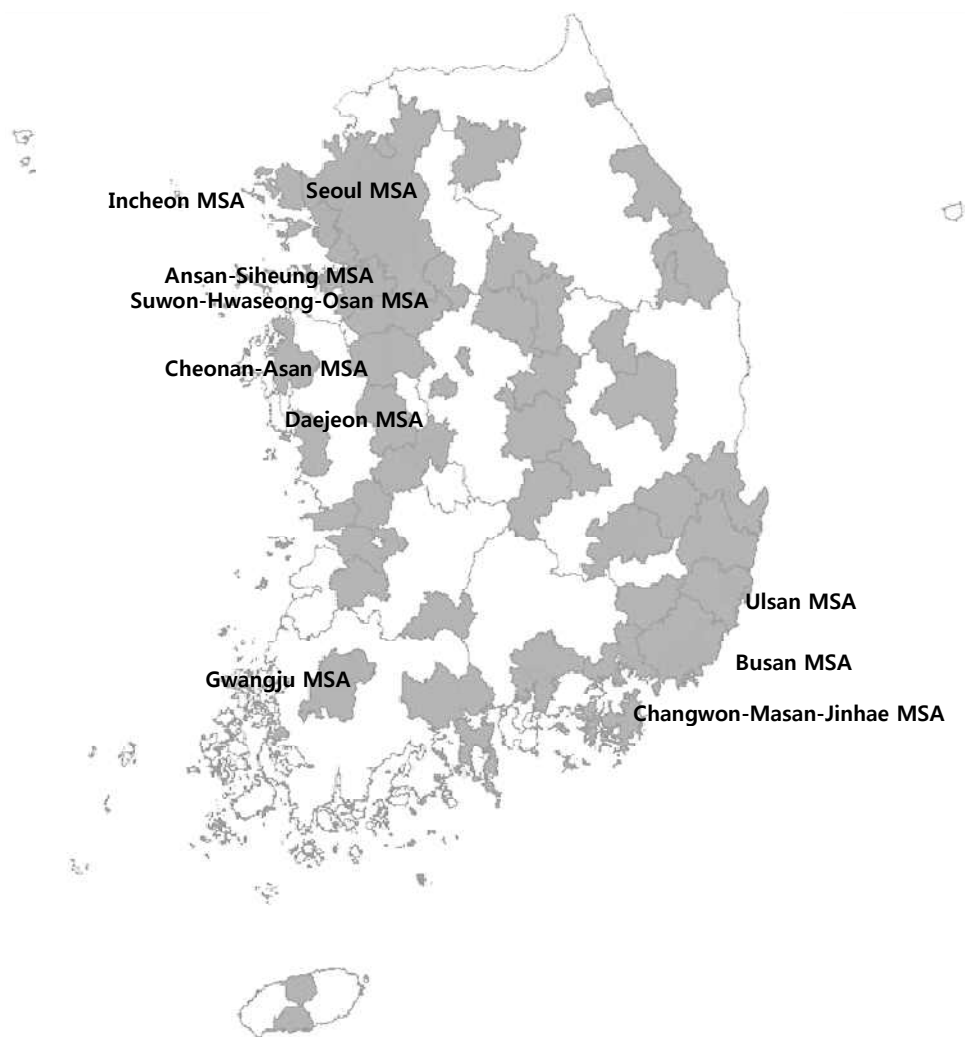 Seoul MSA
Incheon MSA
Ansan-Siheung MSA
Suwon-Hwaseong-Osan MSA
Cheonan-Asan MSA
Daejeon MSA
Ulsan MSA
Busan MSA
Gwangju MSA
Changwon-Masan-Jinhae MSA